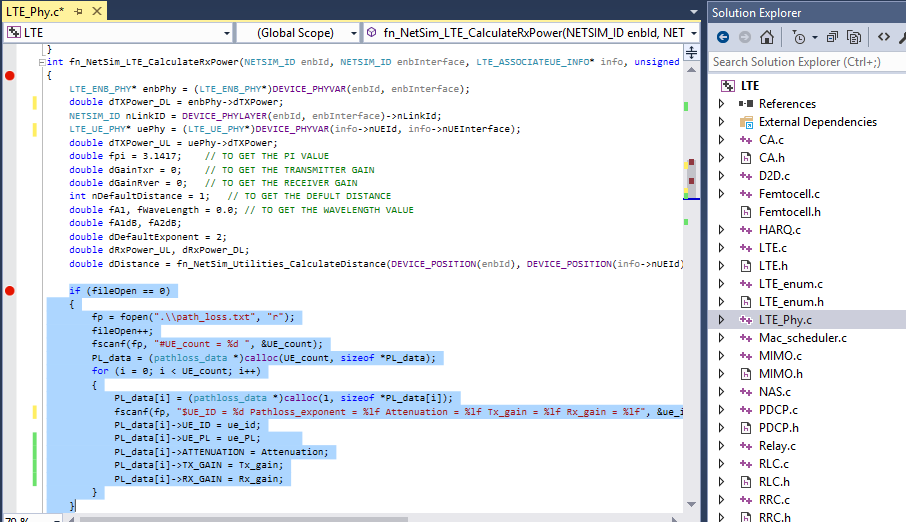 LTE_Phy.c*
LTE
(Global Scope)
fn_NetSim_LTE_CalculateRxPower(NETSIM_ID enbId, NET
}
int fn_NetSim_LTE_CalculateRxPower(NETSIM_ID enbId, NETSIM_ID enbInterface, LTE_ASSOCIATEUE_INFO* info, unsigned
{
LTE_ENB_PHY* enbPhy = (LTE_ENB_PHY*)DEVICE_PHYVAR(enbId, enbInterface);
double dTXPower_DL = enbPhy->dTXPower;
NETSIM_ID nLinkID = DEVICE_PHYLAYER(enbId, enbInterface)->nLinkId;
LTE_UE_PHY* uePhy = (LTE_UE_PHY*)DEVICE_PHYVAR(info->nUEId, info->nUEInterface);
double dTXPower_UL = uePhy->dTXPower;
double fpi = 3.1417; // TO GET THE PI VALUE
double dGainTxr = 0; // TO GET THE TRANSMITTER GAIN
double dGainRver = 0; // TO GET THE RECEIVER GAIN
int nDefaultDistance = 1; // TO GET THE DEFULT DISTANCE
double fA1, fWaveLength = 0.0; // TO GET THE WAVELENGTH VALUE
double fA1dB, fA2dB;
double dDefaultExponent = 2;
double dRxPower_UL, dRxPower_DL;
double dDistance = fn_NetSim_Utilities_CalculateDistance(DEVICE_POSITION(enbId), DEVICE_POSITION(info->nUEId)
if (fileOpen == 0)
{
fp = fopen(".\\path_loss.txt", "r");
fileOpen++;
fscanf(fp, "#UE_count = %d ", &UE_count);
PL_data = (pathloss_data *)calloc(UE_count, sizeof *PL_data);
for (i = 0; i < UE_count; i++)
{
PL_data[i] = (pathloss_data *)calloc(1, sizeof *PL_data[i]);
fscanf(fp, "$UE_ID = %d Pathloss_exponent = %lf Attenuation = %lf Tx_gain = %lf Rx_gain = %lf", &ue_i
PL_data[i]->UE_ID = ue_id;
PL_data[i]->UE_PL = ue_PL;
PL_data[i]->ATTENUATION = Attenuation;
PL_data[i]->TX_GAIN = Tx_gain;
PL_data[i]->RX_GAIN = Rx_gain;
}
}
Solution Explorer
Search Solution Explorer (Ctrl+;)
LTE
References
External Dependencies
CA.c
CA.h
D2D.c
Femtocell.c
Femtocell.h
HARQ.c
LTE.c
LTE.h
LTE_enum.c
LTE_enum.h
LTE_Phy.c
Mac_scheduler.c
MIMO.c
MIMO.h
NAS.c
PDCP.c
PDCP.h
Relay.c
RLC.c
RLC.h
RRC.c
RRC.h